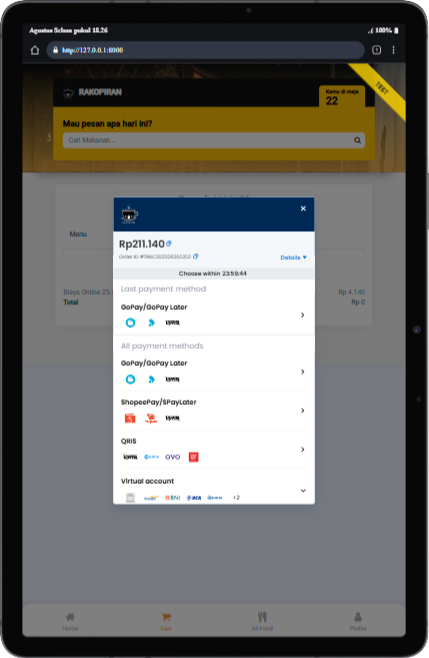 Agustus Selasa pukul 18.26
100%
http://127.0.0.1:8000
1
TEST
RAKOPIRAN
Kamu di meja
22
Mau pesan apa hari ini?
Cari Makanan...
Menu
Biaya Online 2%
Rp 4.140
Total
Rp 0
×
Rp211.140
Details
Choose within 23:59:44
Last payment method
GoPay/GoPay Later
All payment methods
GoPay/GoPay Later
ShopeePay/SPayLater
QRIS
OVO
Virtual account
BNI
BCA
+2
Home
Cart
All Food
Profile